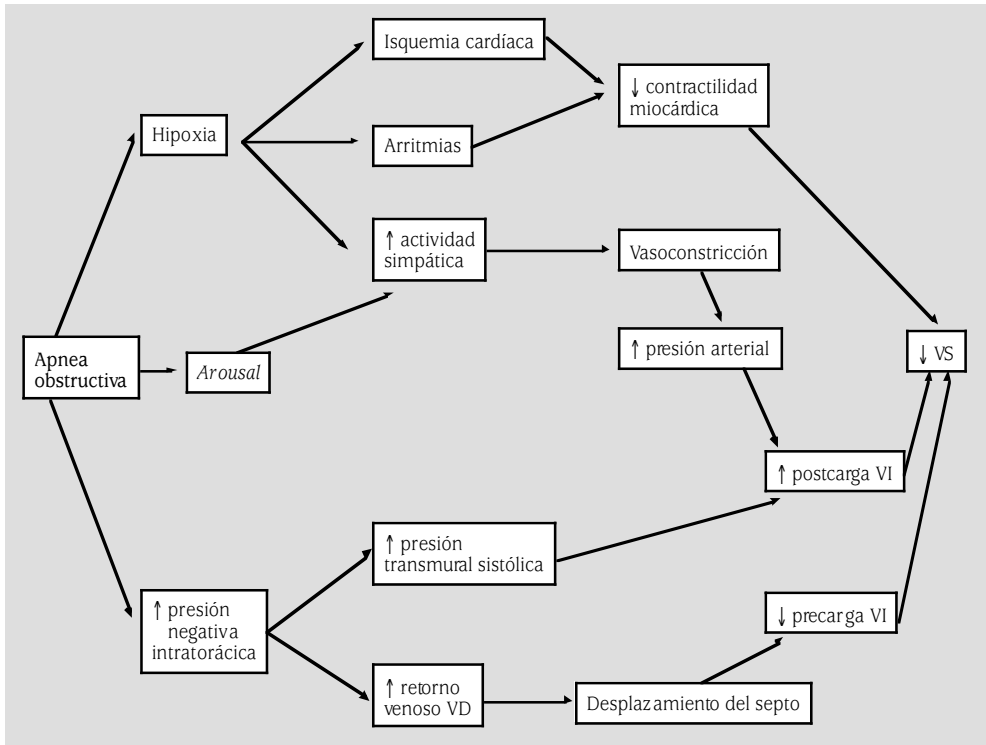 Isquemia cardíaca
↓ contractilidad
miocárdica
Hipoxia
Arritmias
↑ actividad
simpática
Vasoconstricción
↑ presión arterial
↓ VS
Apnea
obstructiva
Arousal
↑ postcarga VI
↑ presión
transmural sistólica
↑ presión
negativa
intratorácica
↓ precarga VI
↑ retorno
venoso VD
Desplazamiento del septo